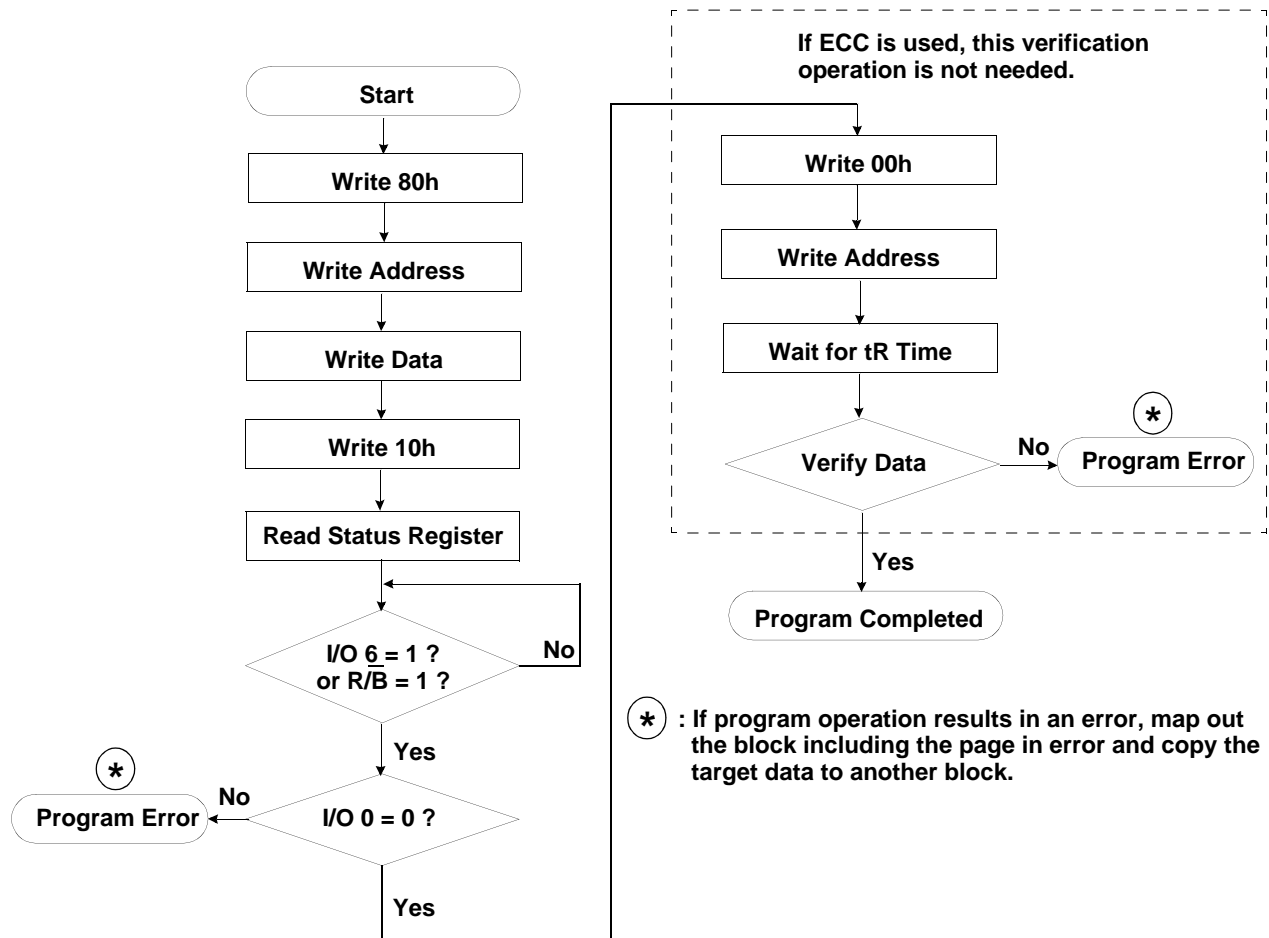 Start
Write 80h
Write Address
Write Data
Write 10h
Read Status Register
I/O 6 = 1 ?
or R/B̅ = 1 ?
No
Yes
*
No
Program Error
I/O 0 = 0 ?
Yes
If ECC is used, this verification
operation is not needed.
Write 00h
Write Address
Wait for tR Time
*
Verify Data
No
Program Error
Yes
Program Completed
* : If program operation results in an error, map out
the block including the page in error and copy the
target data to another block.